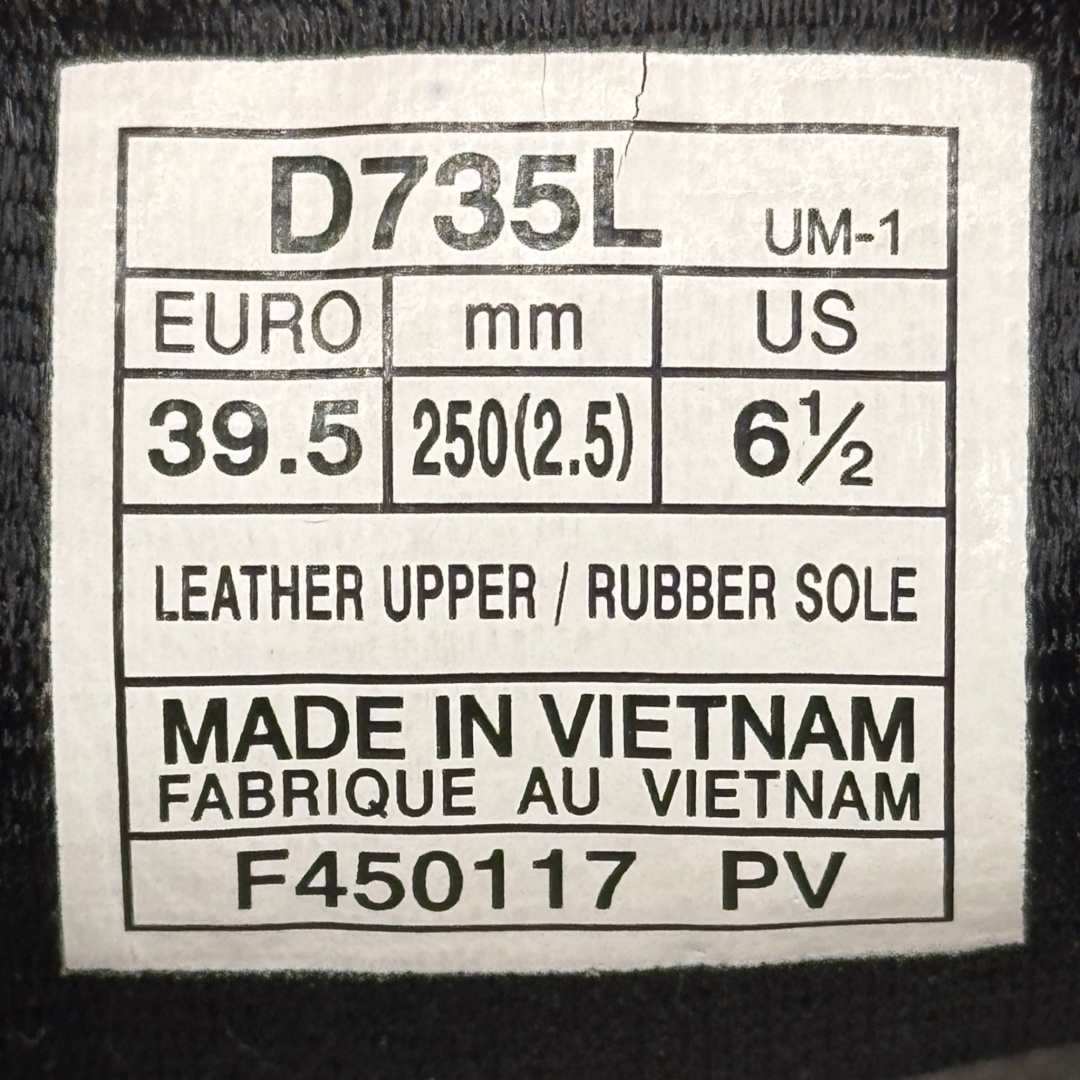 D735L UM-1
EURO mm US
39.5 250(2.5) 6½
LEATHER UPPER / RUBBER SOLE
MADE IN VIETNAM
FABRIQUE AU VIETNAM
F450117 PV